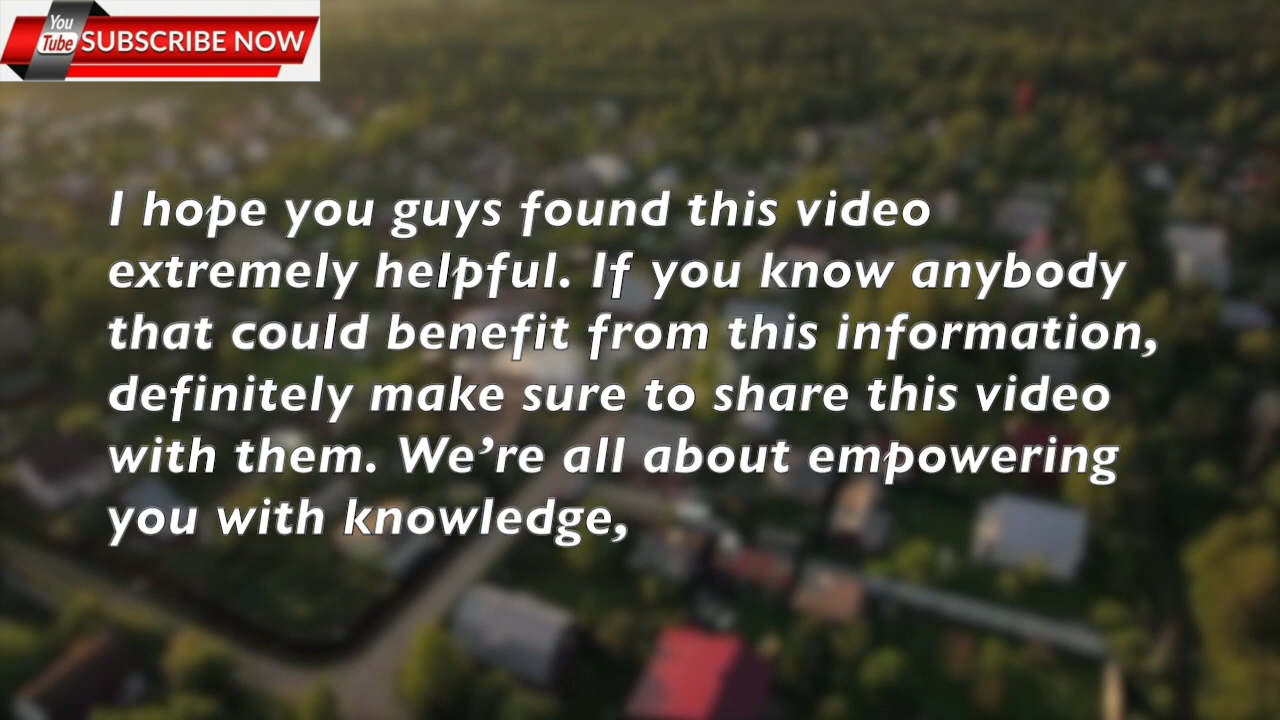 You
Tube
SUBSCRIBE NOW
I hope you guys found this video
extremely helpful. If you know anybody
that could benefit from this information,
definitely make sure to share this video
with them. We’re all about empowering
you with knowledge,